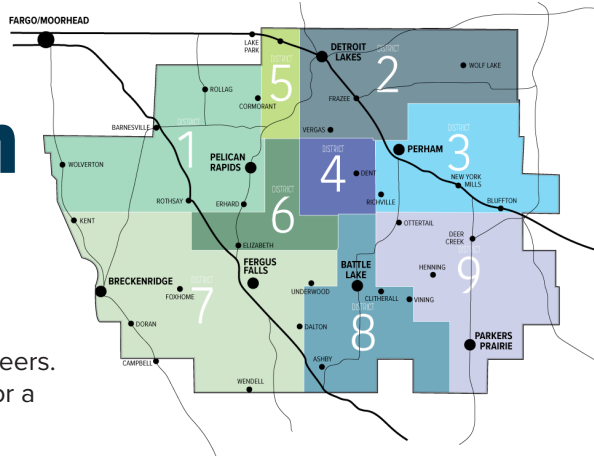 FARGO/MOORHEAD
LAKE
PARK
DETROIT
LAKES
DISTRICT
2
WOLF LAKE
DISTRICT
5
ROLLAG
CORMORANT
FRAZEE
BARNESVILLE
DISTRICT
1
VERGAS
DISTRICT
3
PERHAM
WOLVERTON
PELICAN
RAPIDS
DISTRICT
4
DENT
NEW YORK
MILLS
RICHVILLE
BLUFFTON
ROTHSAY
ERHARD
DISTRICT
6
KENT
OTTERTAIL
DEER
CREEK
ELIZABETH
DISTRICT
9
FERGUS
FALLS
BATTLE
LAKE
HENNING
BRECKENRIDGE
DISTRICT
7
FOXHOME
UNDERWOOD
CLITHERALL
VINING
DISTRICT
8
DORAN
DALTON
PARKERS
PRAIRIE
CAMPBELL
ASHBY
WENDELL
eers.
or a